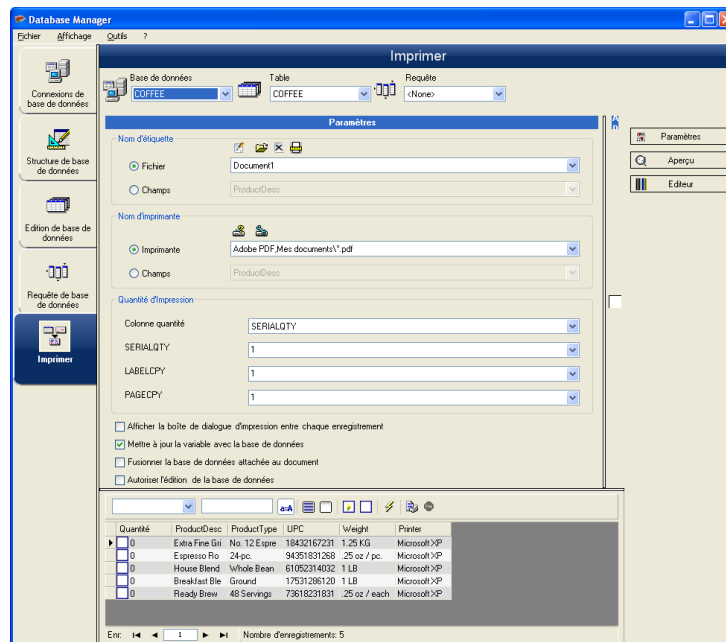 Database Manager
Fichier Affichage Outils ?
Imprimer
Connexions de base de données
Structure de base de données
Edition de base de données
Requête de base de données
Imprimer
Base de données Table Requête
COFFEE COFFEE <None>
Paramètres
Nom d'étiquette
Fichier Document1
Champs ProductDesc
Nom d'imprimante
Imprimante Adobe PDF,Mes documents\*.pdf
Champs ProductDesc
Quantité d'Impression
Colonne quantité SERIALQTY
SERIALQTY 1
LABELCPY 1
PAGECPY 1
Afficher la boîte de dialogue d'impression entre chaque enregistrement
Mettre à jour la variable avec la base de données
Fusionner la base de données attachée au document
Autoriser l'édition de la base de données
Paramètres
Aperçu
Editeur
a=A
Quantité ProductDesc ProductType UPC Weight Printer
0 Extra Fine Gri No. 12 Espre 18432167231 1.25 KG Microsoft XP
0 Espresso Ro 24-pc. 94351831268 .25 oz / pc. Microsoft XP
0 House Blend Whole Bean 61052314032 1 LB Microsoft XP
0 Breakfast Ble Ground 17531286120 1 LB Microsoft XP
0 Ready Brew 48 Servings 73618231831 .25 oz / each Microsoft XP
Enr: 1 Nombre d'enregistrements: 5